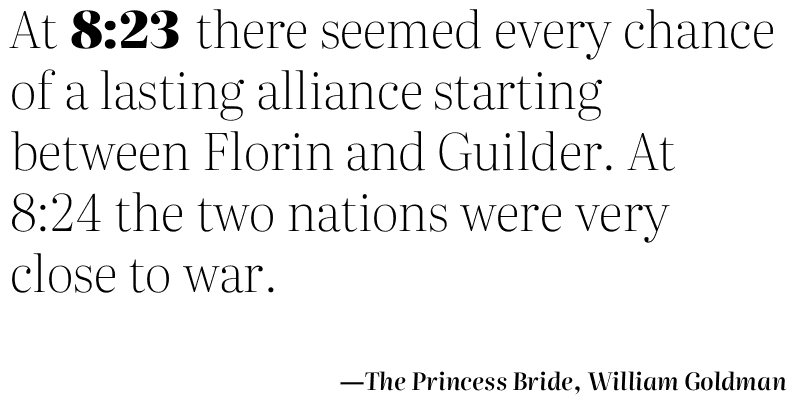 At 8:23 there seemed every chance
of a lasting alliance starting
between Florin and Guilder. At
8:24 the two nations were very
close to war.
—The Princess Bride, William Goldman